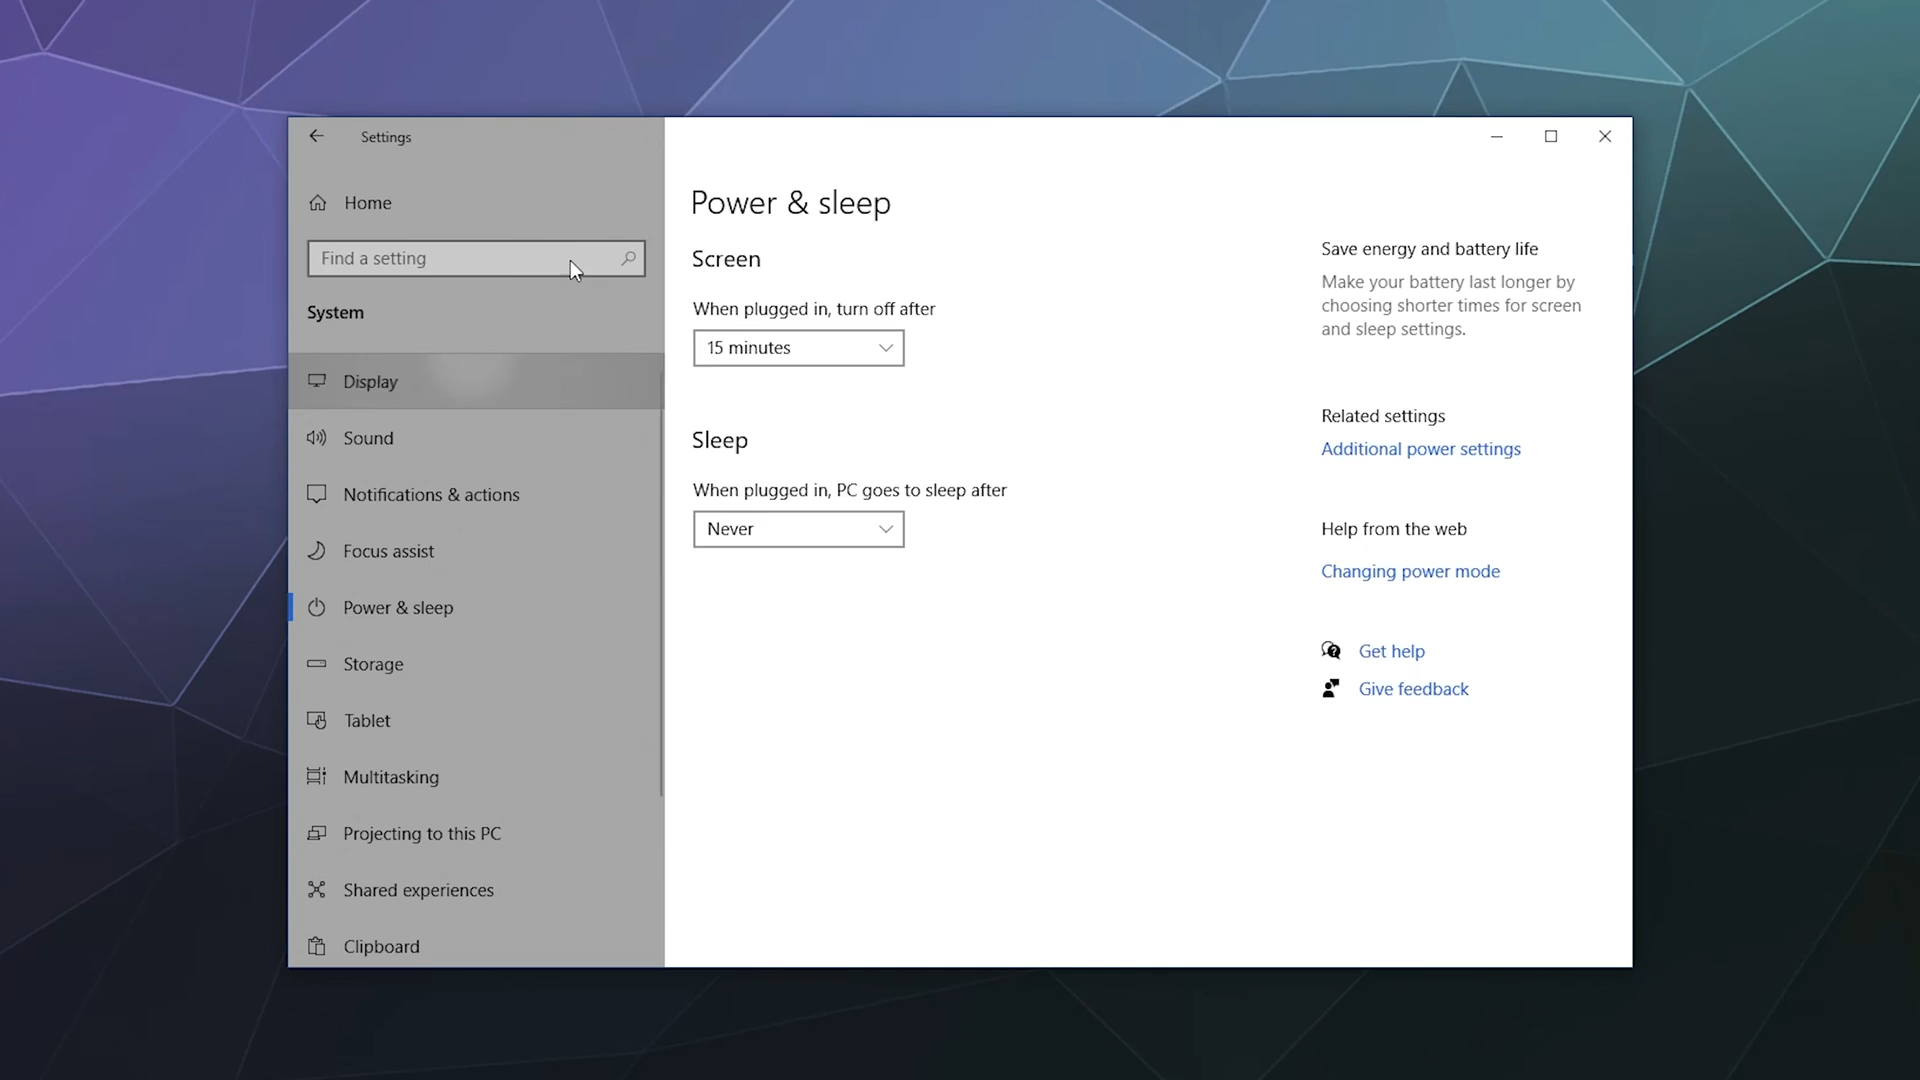 Settings
Home
Find a setting
System
Display
Sound
Notifications & actions
Focus assist
Power & sleep
Storage
Tablet
Multitasking
Projecting to this PC
Shared experiences
Clipboard
Power & sleep
Screen
When plugged in, turn off after
15 minutes
Sleep
When plugged in, PC goes to sleep after
Never
Save energy and battery life
Make your battery last longer by
choosing shorter times for screen
and sleep settings.
Related settings
Additional power settings
Help from the web
Changing power mode
Get help
Give feedback